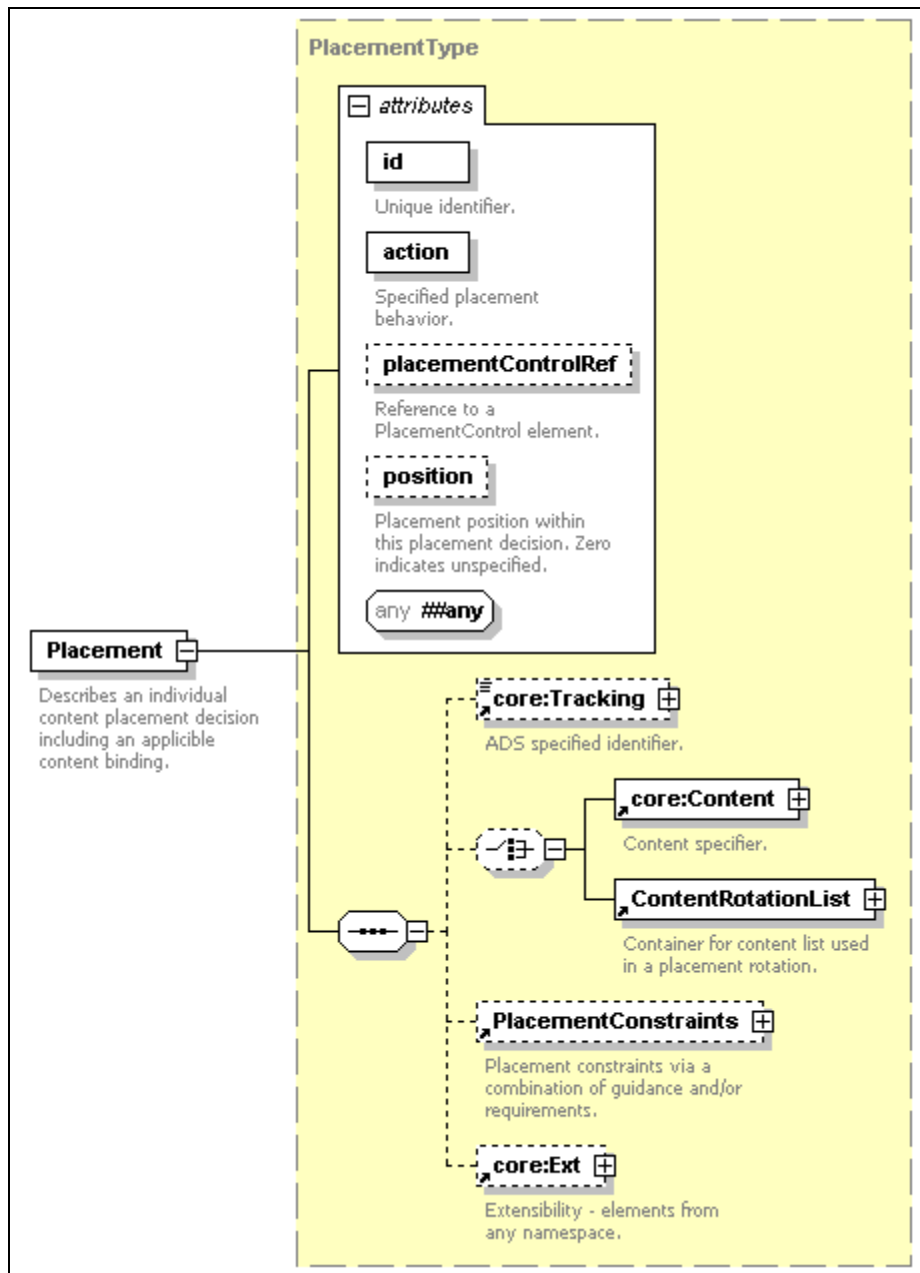 PlacementType
attributes
id
Unique identifier.
action
Specified placement
behavior.
placementControlRef
Reference to a
PlacementControl element.
position
Placement position within
this placement decision. Zero
indicates unspecified.
any ##any
Placement
Describes an individual
content placement decision
including an applicible
content binding.
core:Tracking
ADS specified identifier.
core:Content
Content specifier.
ContentRotationList
Container for content list used
in a placement rotation.
PlacementConstraints
Placement constraints via a
combination of guidance and/or
requirements.
core:Ext
Extensibility - elements from
any namespace.